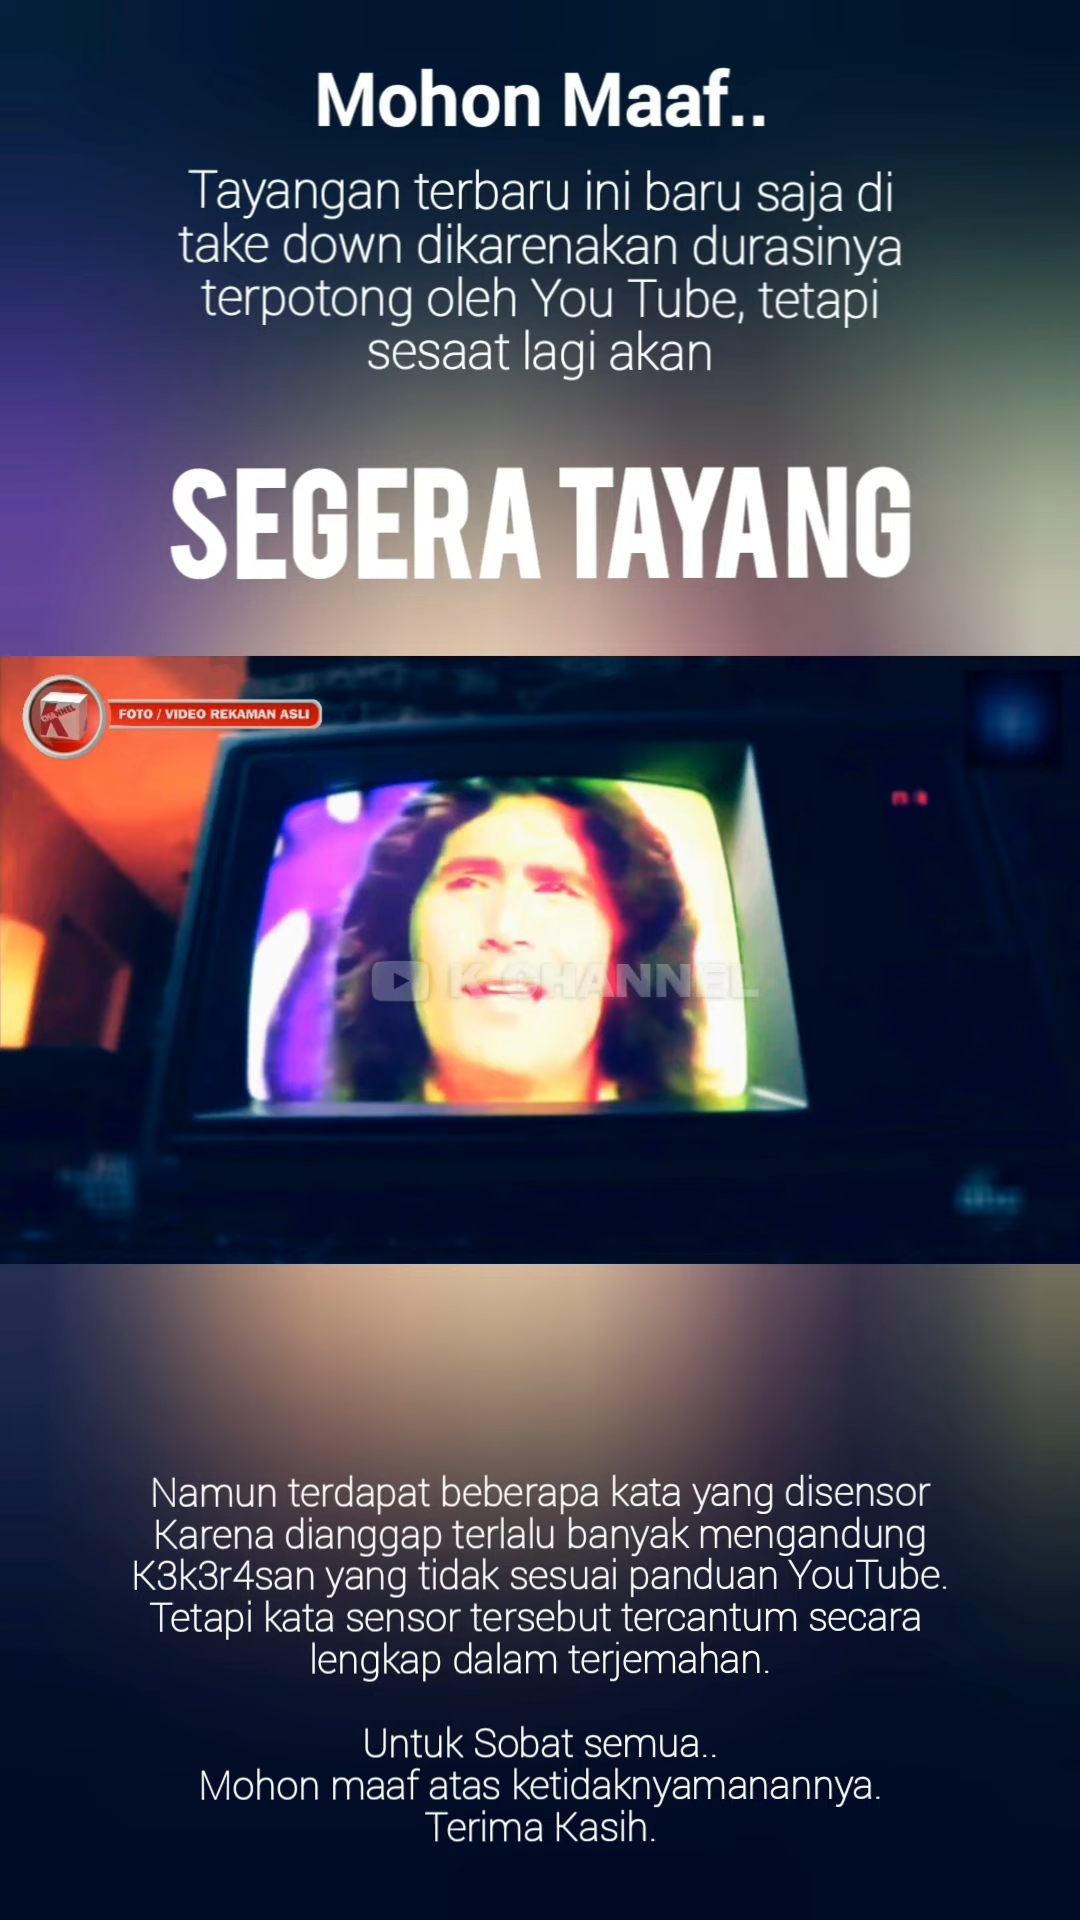 Mohon Maaf..
Tayangan terbaru ini baru saja di
take down dikarenakan durasinya
terpotong oleh You Tube, tetapi
sesaat lagi akan
SEGERA TAYANG
K CHANNEL
FOTO / VIDEO REKAMAN ASLI
K CHANNEL
Namun terdapat beberapa kata yang disensor
Karena dianggap terlalu banyak mengandung
K3k3r4san yang tidak sesuai panduan YouTube.
Tetapi kata sensor tersebut tercantum secara
lengkap dalam terjemahan.
Untuk Sobat semua..
Mohon maaf atas ketidaknyamanannya.
Terima Kasih.